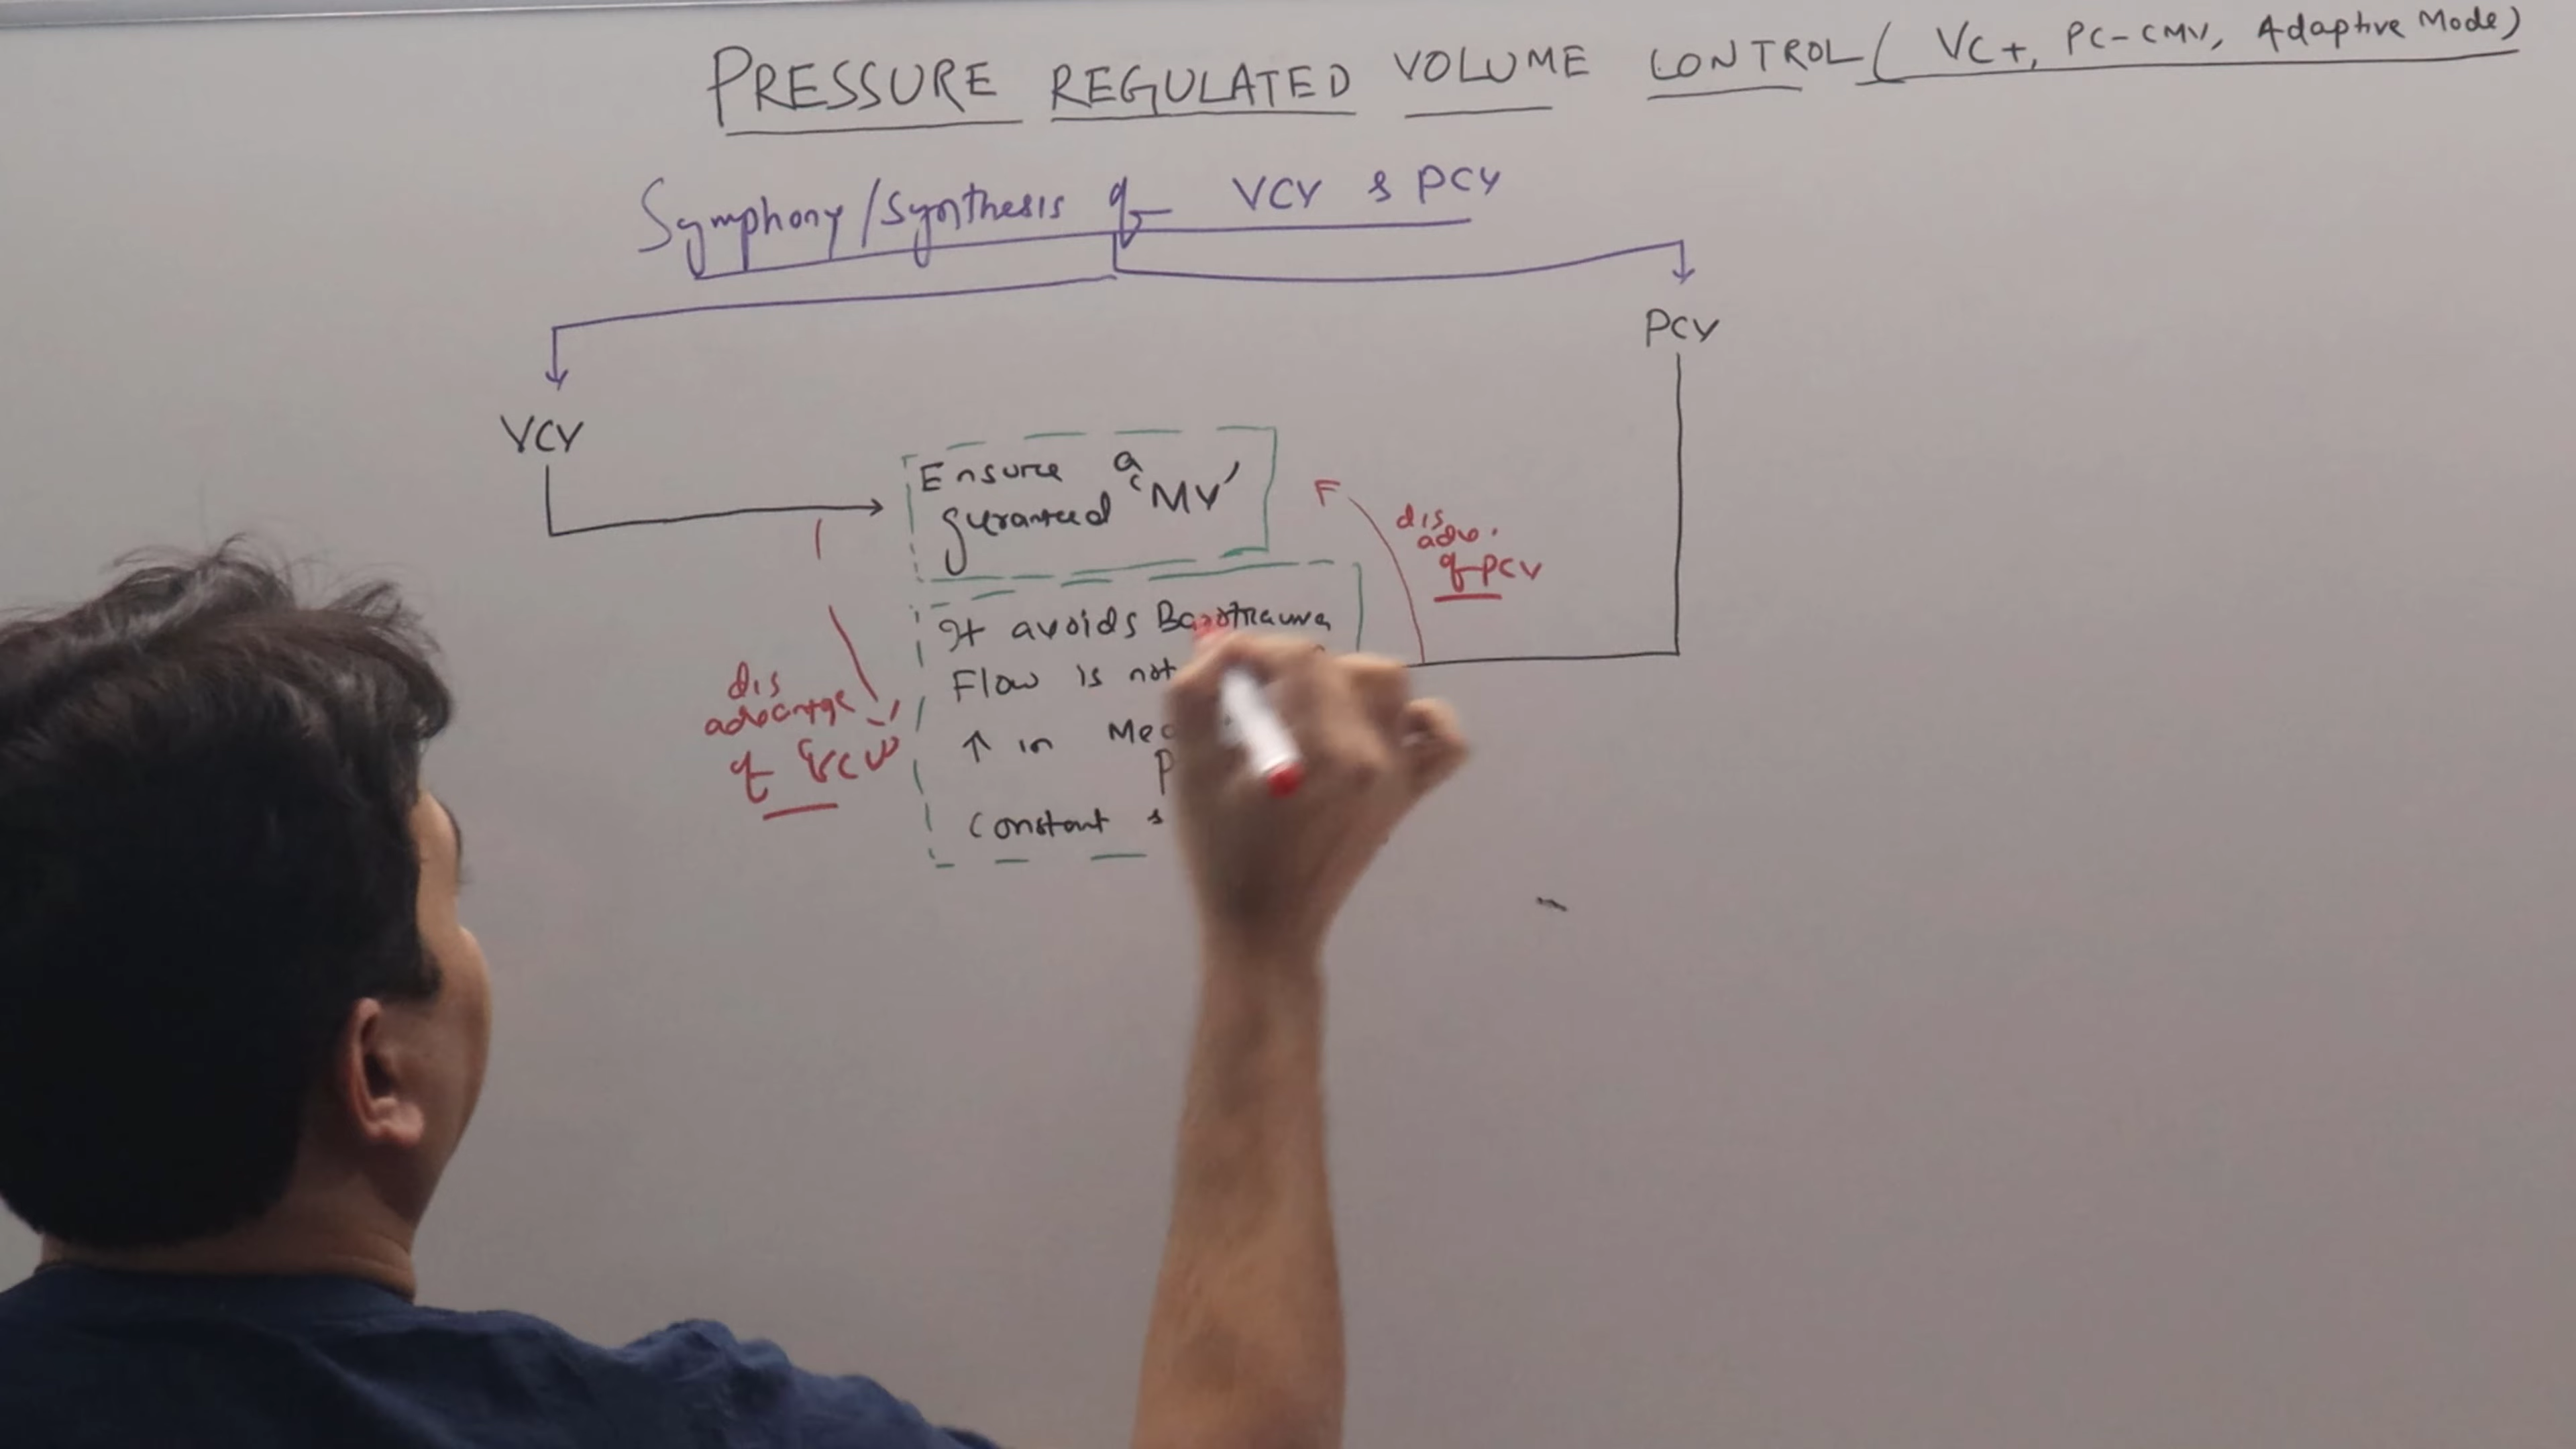 PRESSURE REGULATED VOLUME CONTROL ( VC+, PC-CMV, Adaptive Mode)
Symphony/Synthesis of VCV & PCV
PCV
VCV
Ensure a
guranteed 'MV'
dis
adv.
of PCV
It avoids Barotrauma
Flow is not
↑ in
Constant &
dis
advantage
of VCV